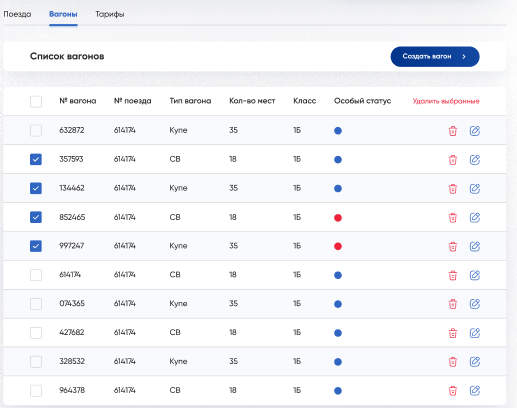 Поезда Вагоны Тарифы
Список вагонов Создать вагон
№ вагона № поезда Тип вагона Кол-во мест Класс Особый статус Удалить выбранные
632872 614174 Купе 35 1Б
357593 614174 СВ 18 1Б
134462 614174 Купе 35 1Б
852465 614174 СВ 18 1Б
997247 614174 Купе 35 1Б
614174 614174 СВ 18 1Б
074365 614174 Купе 35 1Б
427682 614174 СВ 18 1Б
328532 614174 Купе 35 1Б
964378 614174 СВ 18 1Б